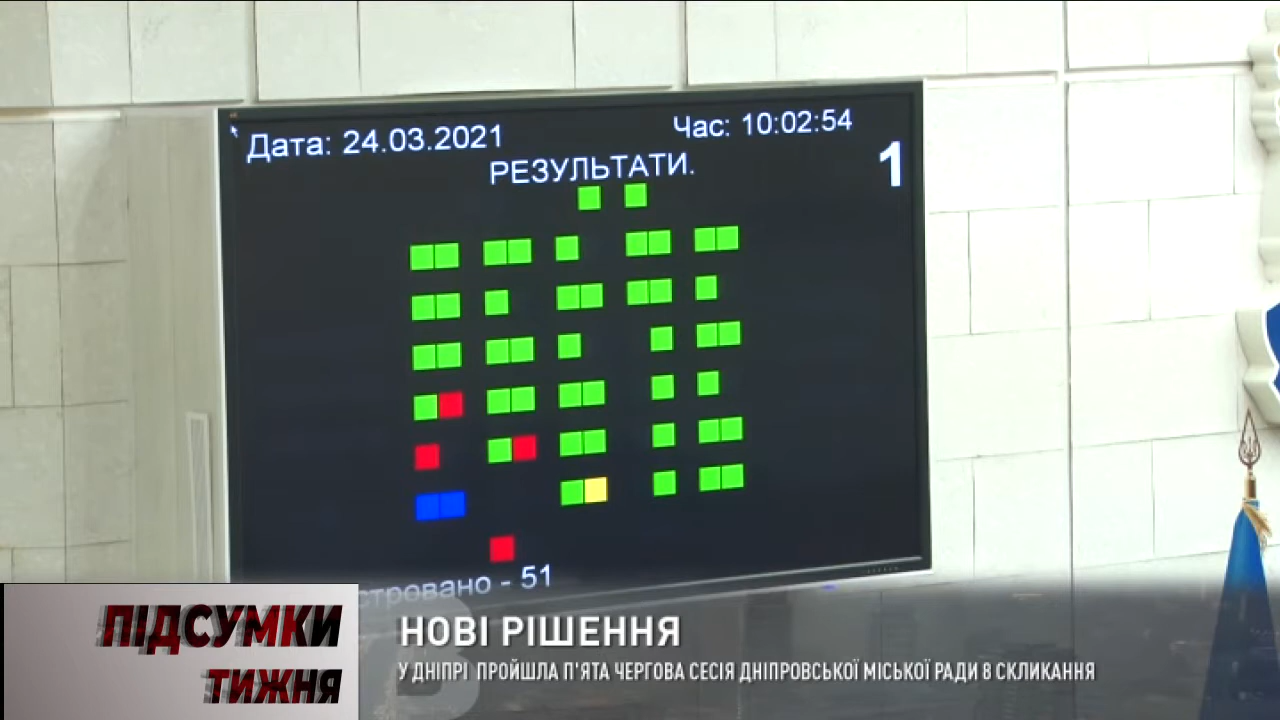 Дата: 24.03.2021
Час: 10:02:54
РЕЗУЛЬТАТИ.
1
стровано - 51
ПІДСУМКИ
ТИЖНЯ
НОВІ РІШЕННЯ
У ДНІПРІ ПРОЙШЛА П'ЯТА ЧЕРГОВА СЕСІЯ ДНІПРОВСЬКОЇ МІСЬКОЇ РАДИ 8 СКЛИКАННЯ